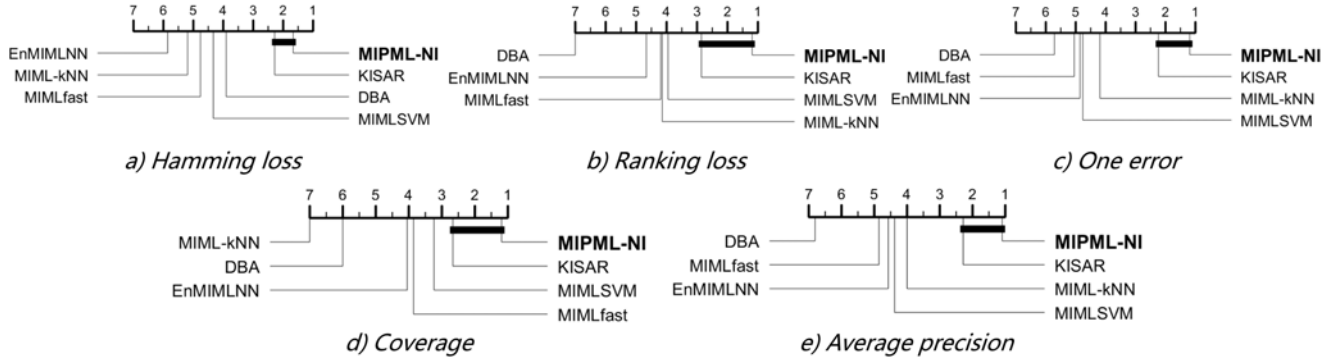 7 6 5 4 3 2 1
EnMIMLNN
MIML-kNN
MIMLfast
MIPML-NI
KISAR
DBA
MIMLSVM
a) Hamming loss
7 6 5 4 3 2 1
DBA
EnMIMLNN
MIMLfast
MIPML-NI
KISAR
MIMLSVM
MIML-kNN
b) Ranking loss
7 6 5 4 3 2 1
DBA
MIMLfast
EnMIMLNN
MIPML-NI
KISAR
MIML-kNN
MIMLSVM
c) One error
7 6 5 4 3 2 1
MIML-kNN
DBA
EnMIMLNN
MIPML-NI
KISAR
MIMLSVM
MIMLfast
d) Coverage
7 6 5 4 3 2 1
DBA
MIMLfast
EnMIMLNN
MIPML-NI
KISAR
MIML-kNN
MIMLSVM
e) Average precision